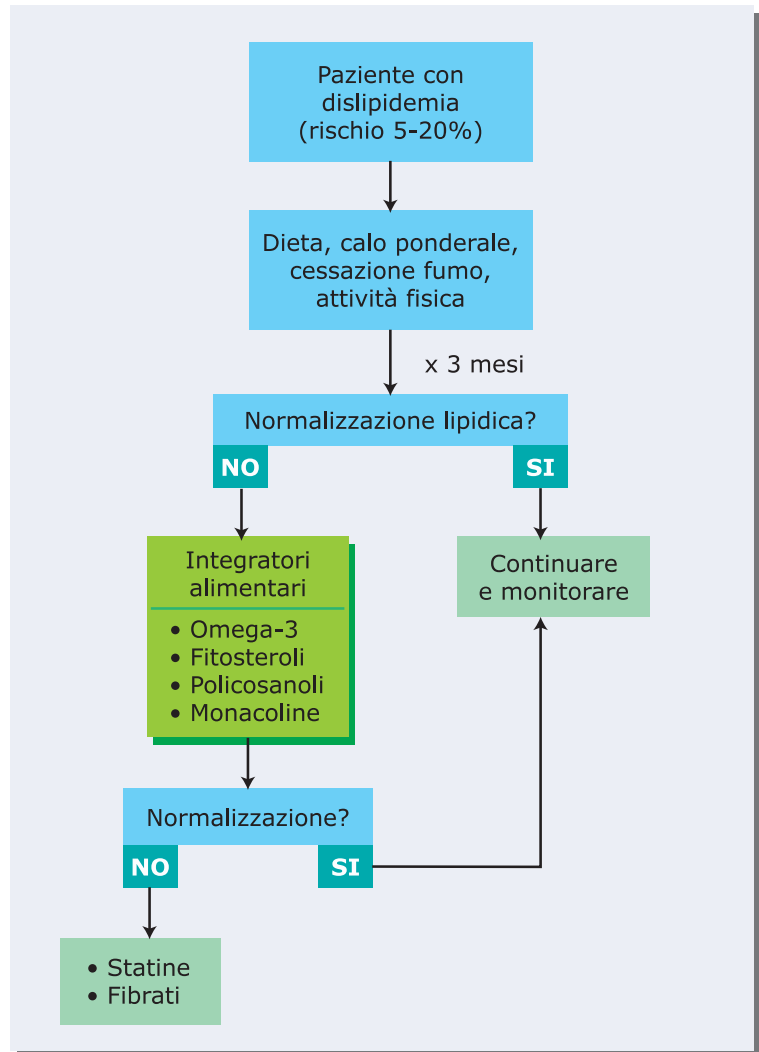 Paziente con
dislipidemia
(rischio 5-20%)
Dieta, calo ponderale,
cessazione fumo,
attività fisica
x 3 mesi
Normalizzazione lipidica?
NO
SI
Integratori
alimentari
• Omega-3
• Fitosteroli
• Policosanoli
• Monacoline
Continuare
e monitorare
Normalizzazione?
NO
SI
• Statine
• Fibrati